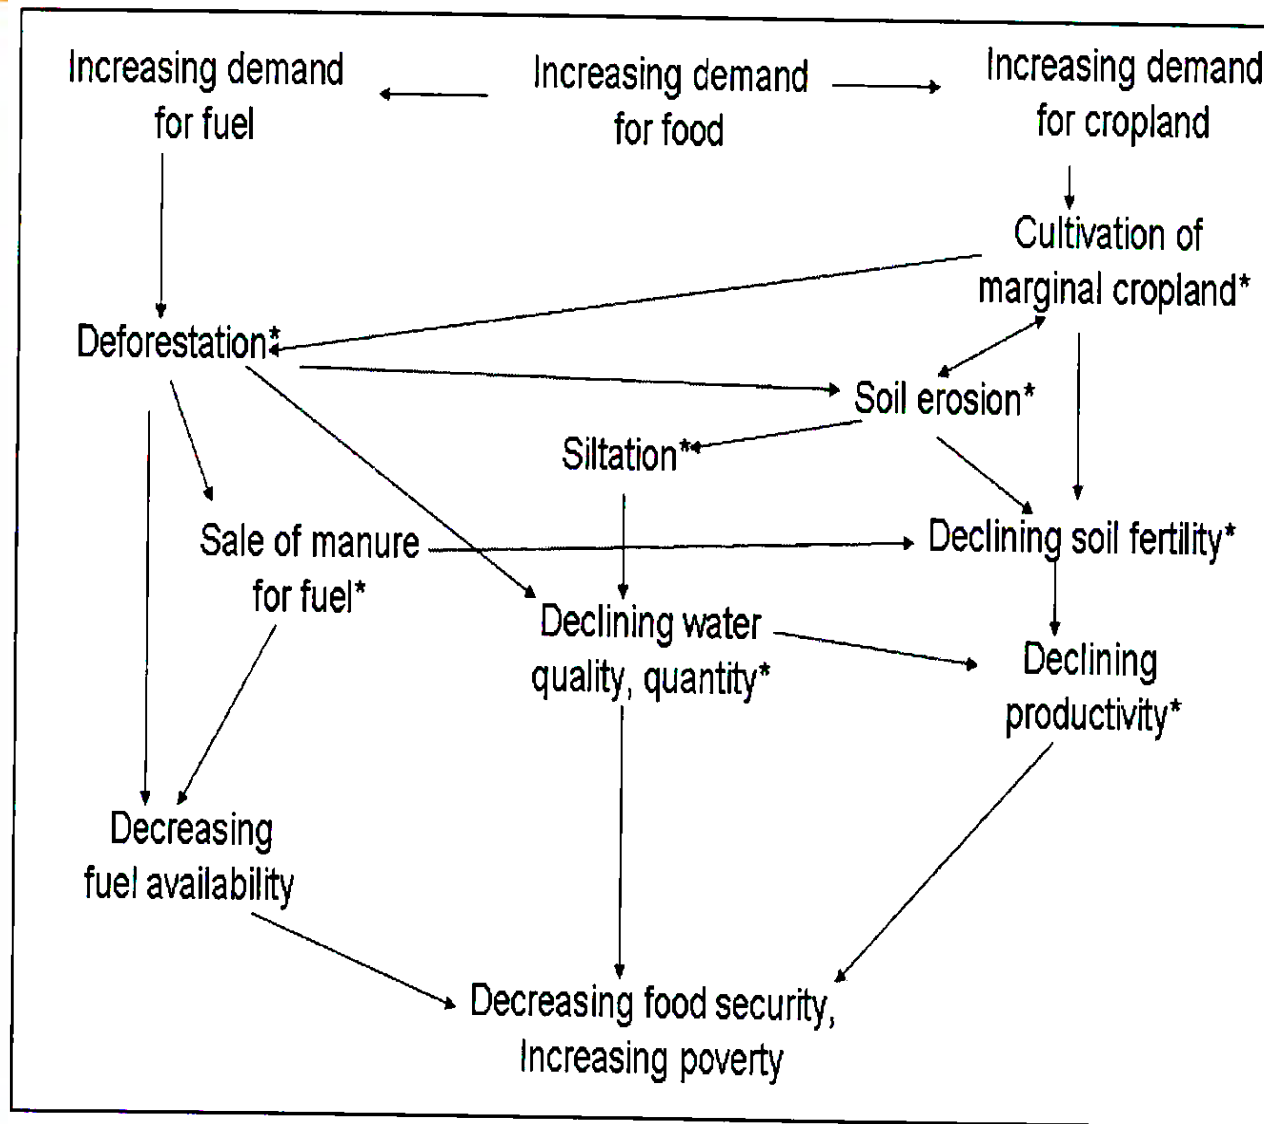 Increasing demand
for fuel
Increasing demand
for food
Increasing demand
for cropland
Cultivation of
marginal cropland*
Deforestation*
Soil erosion*
Siltation*
Sale of manure
for fuel*
Declining soil fertility*
Declining water
quality, quantity*
Declining
productivity*
Decreasing
fuel availability
Decreasing food security,
Increasing poverty